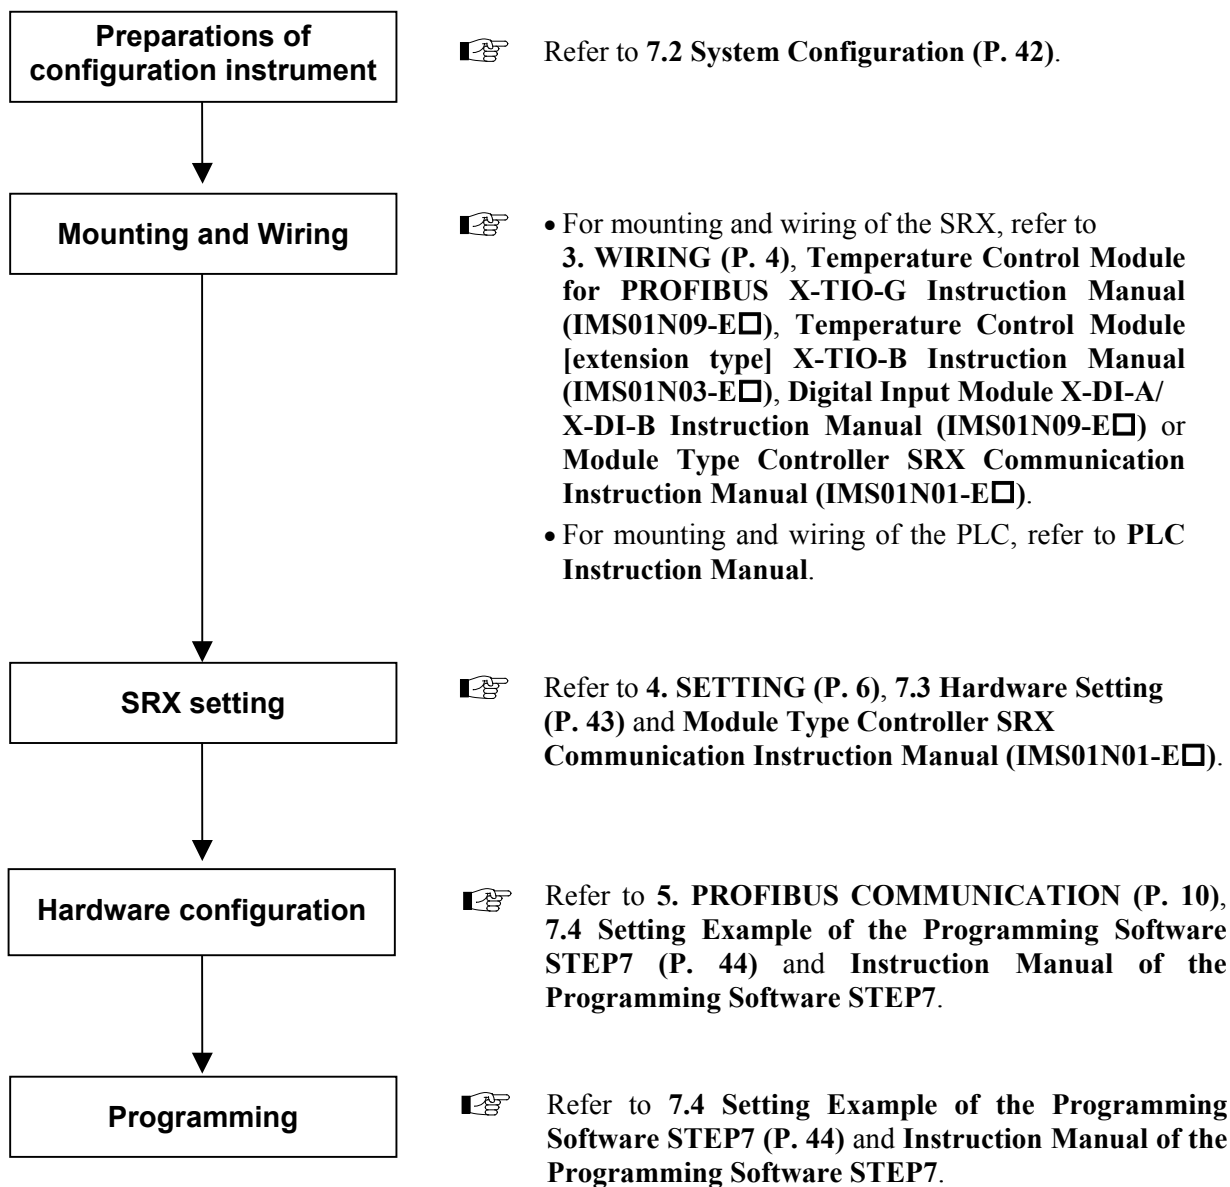 Preparations of
configuration instrument
Refer to 7.2 System Configuration (P. 42).
Mounting and Wiring
• For mounting and wiring of the SRX, refer to
3. WIRING (P. 4), Temperature Control Module
for PROFIBUS X-TIO-G Instruction Manual
(IMS01N09-E□), Temperature Control Module
[extension type] X-TIO-B Instruction Manual
(IMS01N03-E□), Digital Input Module X-DI-A/
X-DI-B Instruction Manual (IMS01N09-E□) or
Module Type Controller SRX Communication
Instruction Manual (IMS01N01-E□).
• For mounting and wiring of the PLC, refer to PLC
Instruction Manual.
SRX setting
Refer to 4. SETTING (P. 6), 7.3 Hardware Setting
(P. 43) and Module Type Controller SRX
Communication Instruction Manual (IMS01N01-E□).
Hardware configuration
Refer to 5. PROFIBUS COMMUNICATION (P. 10),
7.4 Setting Example of the Programming Software
STEP7 (P. 44) and Instruction Manual of the
Programming Software STEP7.
Programming
Refer to 7.4 Setting Example of the Programming
Software STEP7 (P. 44) and Instruction Manual of the
Programming Software STEP7.